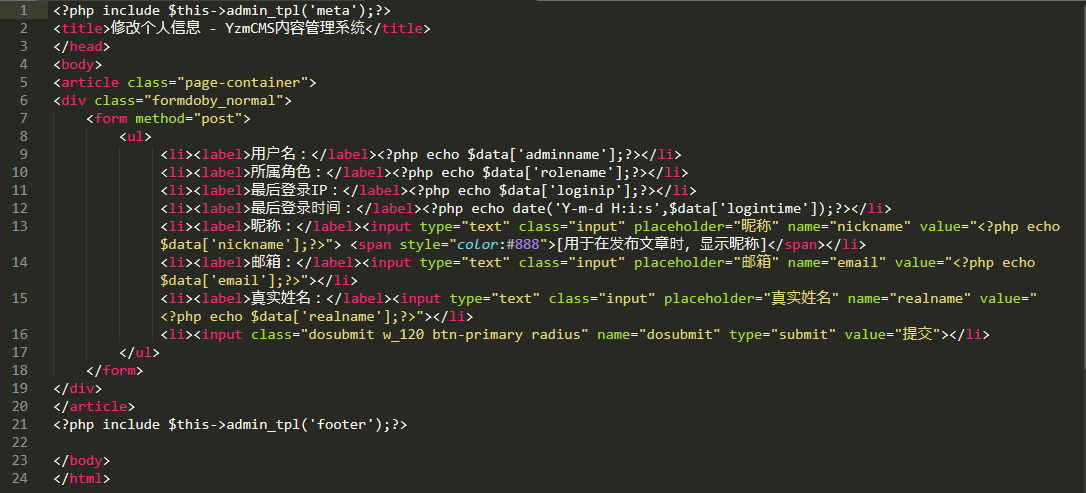 1 <?php include $this->admin_tpl('meta');?>
2 <title>修改个人信息 - YzmCMS内容管理系统</title>
3 </head>
4 <body>
5 <article class="page-container">
6 <div class="formdoby_normal">
7 <form method="post">
8 <ul>
9 <li><label>用户名：</label><?php echo $data['adminname'];?></li>
10 <li><label>所属角色：</label><?php echo $data['rolename'];?></li>
11 <li><label>最后登录IP：</label><?php echo $data['loginip'];?></li>
12 <li><label>最后登录时间：</label><?php echo date('Y-m-d H:i:s',$data['logintime']);?></li>
13 <li><label>昵称：</label><input type="text" class="input" placeholder="昵称" name="nickname" value="<?php echo
$data['nickname'];?>"> <span style="color:#888">[用于在发布文章时，显示昵称]</span></li>
14 <li><label>邮箱：</label><input type="text" class="input" placeholder="邮箱" name="email" value="<?php echo
$data['email'];?>"></li>
15 <li><label>真实姓名：</label><input type="text" class="input" placeholder="真实姓名" name="realname" value="
<?php echo $data['realname'];?>"></li>
16 <li><input class="dosubmit w_120 btn-primary radius" name="dosubmit" type="submit" value="提交"></li>
17 </ul>
18 </form>
19 </div>
20 </article>
21 <?php include $this->admin_tpl('footer');?>
22
23 </body>
24 </html>